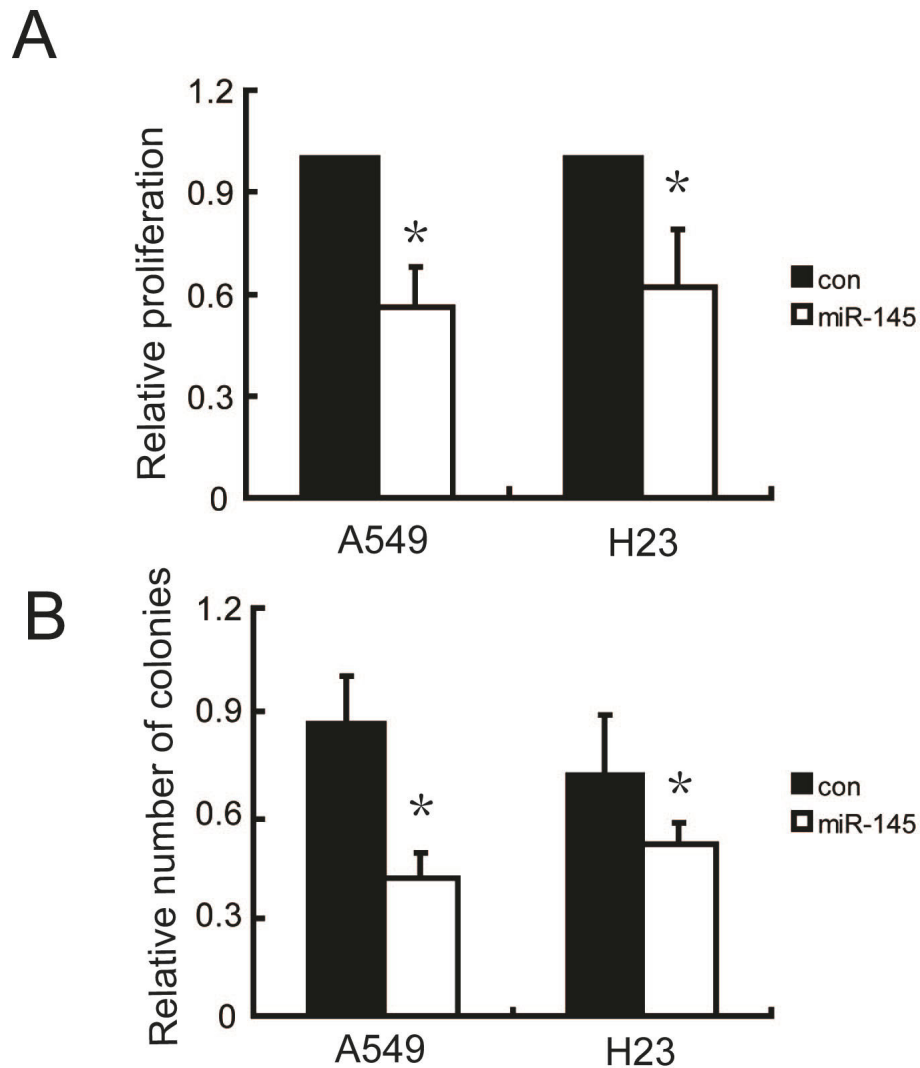 A
Relative proliferation
1.2
0.9
0.6
0.3
0
*
*
A549
H23
con
miR-145
B
Relative number of colonies
1.2
0.9
0.6
0.3
0
*
*
A549
H23
con
miR-145